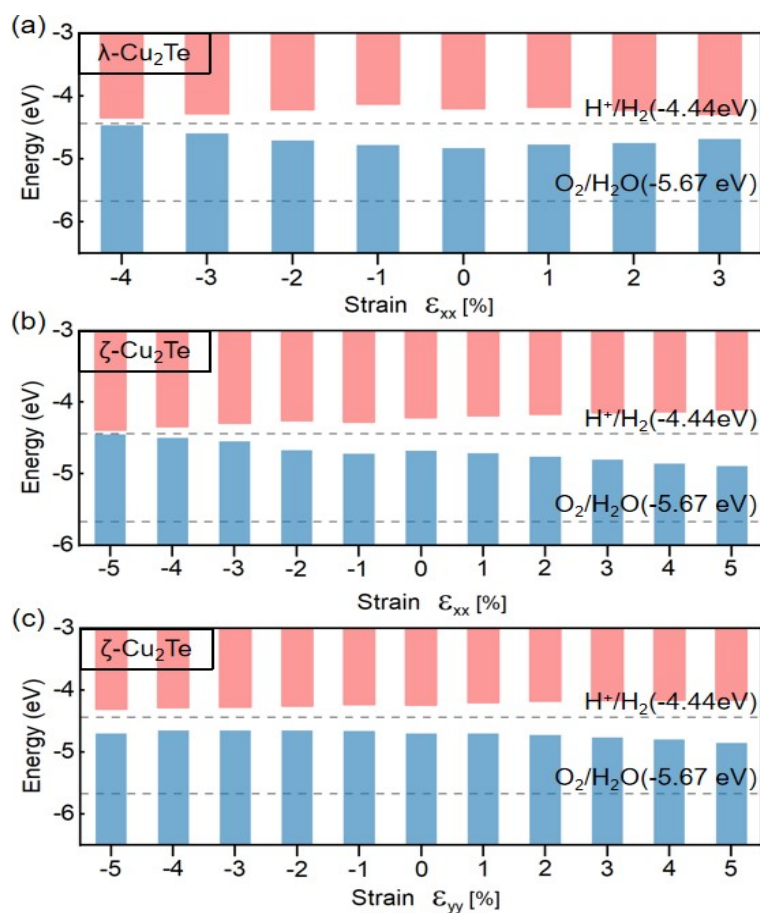 (a)
λ-Cu₂Te
Energy (eV)
-3
-4
-5
-6
H⁺/H₂(-4.44eV)
O₂/H₂O(-5.67 eV)
-4 -3 -2 -1 0 1 2 3
Strain εxx [%]
(b)
ζ-Cu₂Te
Energy (eV)
-3
-4
-5
-6
H⁺/H₂(-4.44eV)
O₂/H₂O(-5.67 eV)
-5 -4 -3 -2 -1 0 1 2 3 4 5
Strain εxx [%]
(c)
ζ-Cu₂Te
Energy (eV)
-3
-4
-5
-6
H⁺/H₂(-4.44eV)
O₂/H₂O(-5.67 eV)
-5 -4 -3 -2 -1 0 1 2 3 4 5
Strain εyy [%]